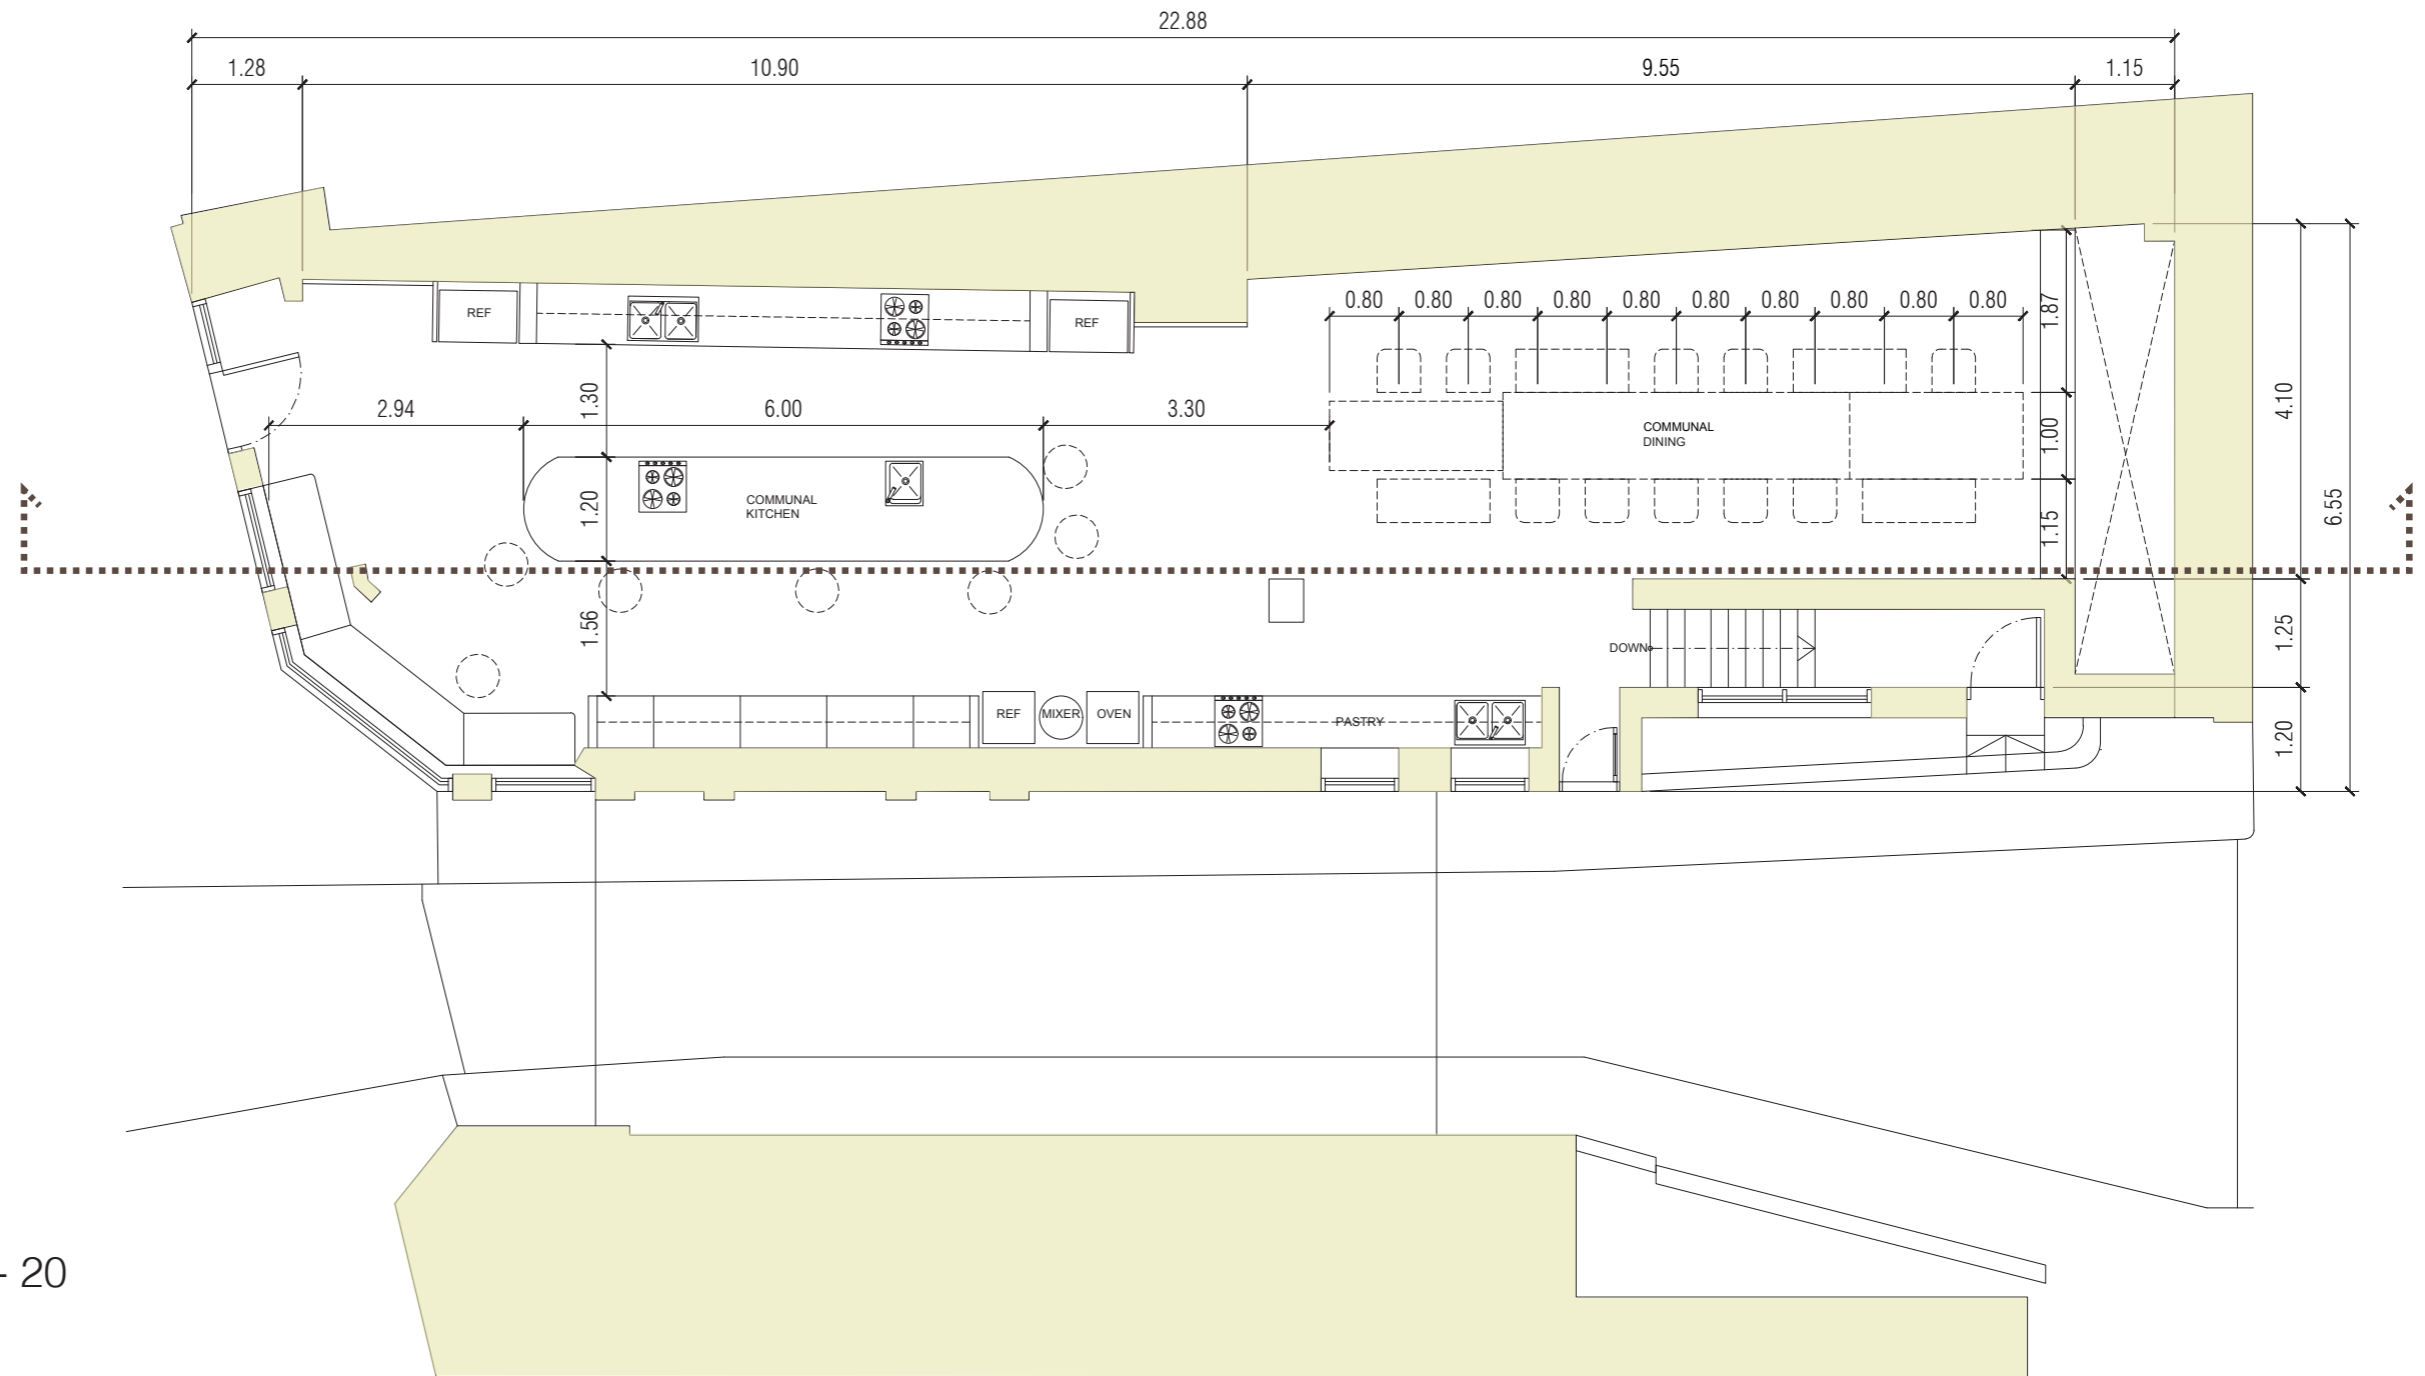 22.88
1.28 10.90 9.55 1.15
0.80 0.80 0.80 0.80 0.80 0.80 0.80 0.80 0.80 0.80
1.87
REF
REF
1.30
2.94 6.00 3.30
4.10
COMMUNAL
DINING
1.00
COMMUNAL
KITCHEN
1.20
6.55
1.15
1.56
1.25
DOWN
REF MIXER OVEN
PASTRY
1.20
- 20